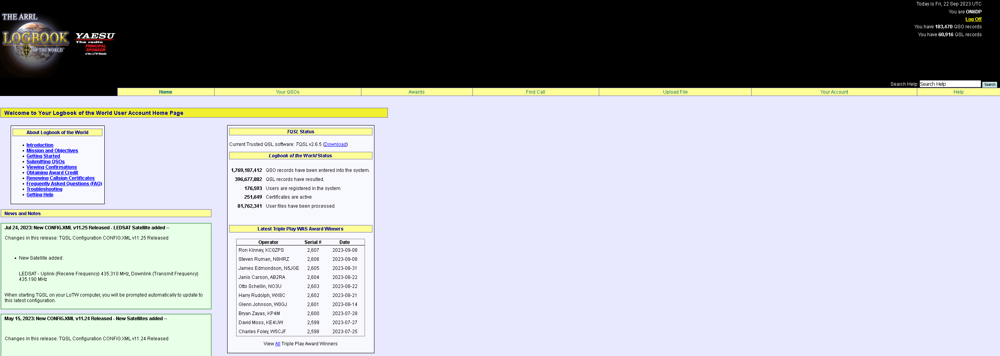 THE ARRL
LOGBOOK
OF THE WORLD™
YAESU
The radio
PRINCIPAL
SPONSOR
of the LoTW Website
Today is Fri, 22 Sep 2023 UTC
You are ON6DP
Log Off
You have 183,470 QSO records
You have 60,916 QSL records
Search Help: Search Help Search
Home Your QSOs Awards Find Call Upload File Your Account Help
Welcome to Your Logbook of the World User Account Home Page
About Logbook of the World
• Introduction
• Mission and Objectives
• Getting Started
• Submitting QSOs
• Viewing Confirmations
• Obtaining Award Credit
• Renewing Callsign Certificates
• Frequently Asked Questions (FAQ)
• Troubleshooting
• Getting Help
News and Notes
Jul 24, 2023: New CONFIG.XML v11.25 Released - LEDSAT Satellite added --
Changes in this release: TQSL Configuration CONFIG.XML v11.25 Released
• New Satellite added:
LEDSAT - Uplink (Receive Frequency) 435.310 MHz, Downlink (Transmit Frequency)
435.190 MHz
When starting TQSL on your LoTW computer, you will be prompted automatically to update to
this latest configuration.
May 15, 2023: New CONFIG.XML v11.24 Released - New Satellites added --
Changes in this release: TQSL Configuration CONFIG.XML v11.24 Released
TQSL Status
Current Trusted QSL software: TQSL v2.6.5 (Download)
Logbook of the World Status
1,769,187,412 QSO records have been entered into the system.
396,677,882 QSL records have resulted.
176,593 Users are registered in the system
251,649 Certificates are active
81,762,341 User files have been processed
Latest Triple Play WAS Award Winners
Operator Serial # Date
Ron Kinney, KC0ZPS 2,607 2023-09-08
Steven Ruman, N8HRZ 2,606 2023-09-08
James Edmondson, N5JGE 2,605 2023-08-31
Janis Carson, AB2RA 2,604 2023-08-22
Otto Schellin, NO3U 2,603 2023-08-22
Harry Rudolph, WX8C 2,602 2023-08-21
Glenn Johnson, W0GJ 2,601 2023-08-14
Bryan Zayas, KP4M 2,600 2023-07-28
David Moss, KE4UW 2,599 2023-07-27
Charles Foley, W5CJF 2,598 2023-07-25
View All Triple Play Award Winners